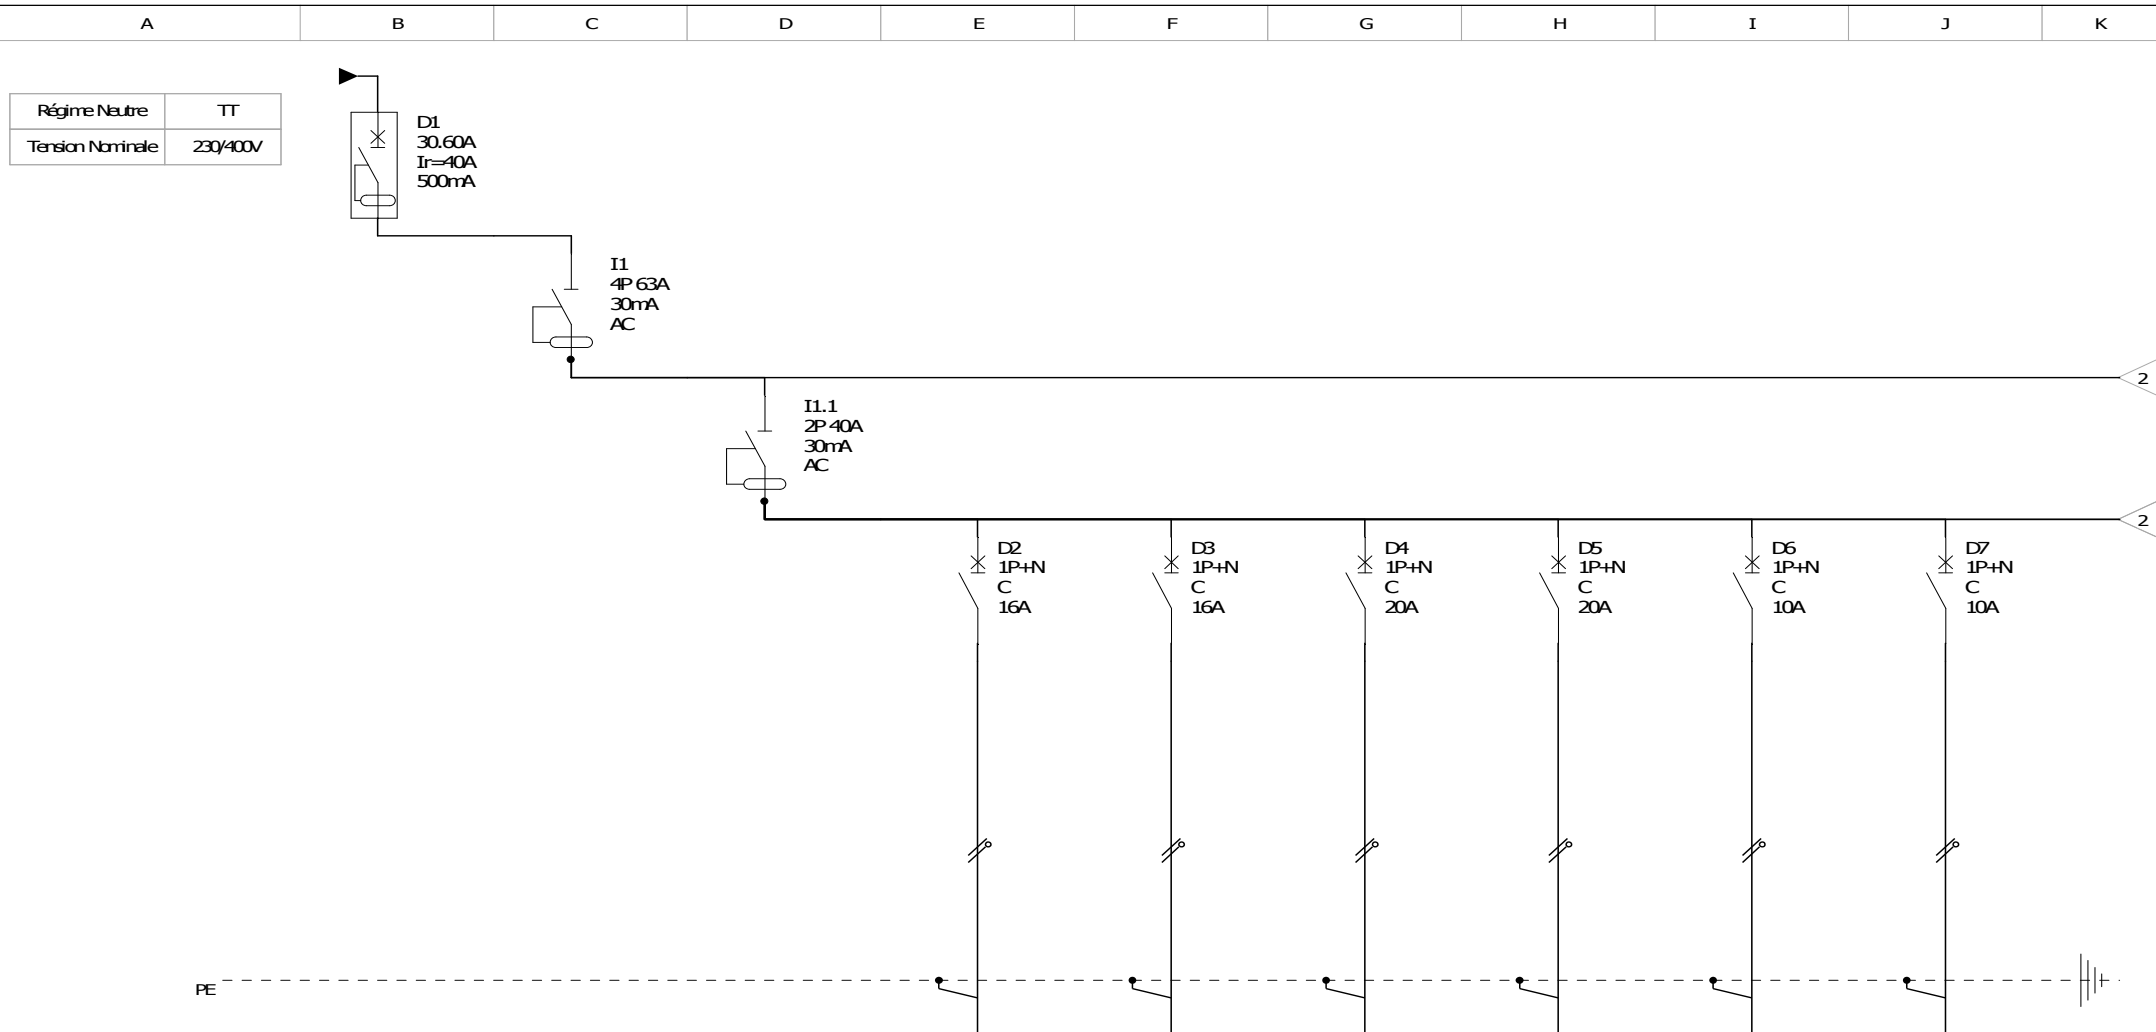 A B C D E F G H I J K
Régime Neutre TT
Tension Nominale 230/400V
D1
30.60A
Ir=40A
500mA
I1
4P 63A
30mA
AC
2
I1.1
2P 40A
30mA
AC
2
D2
1P+N
C
16A
D3
1P+N
C
16A
D4
1P+N
C
20A
D5
1P+N
C
20A
D6
1P+N
C
10A
D7
1P+N
C
10A
PE